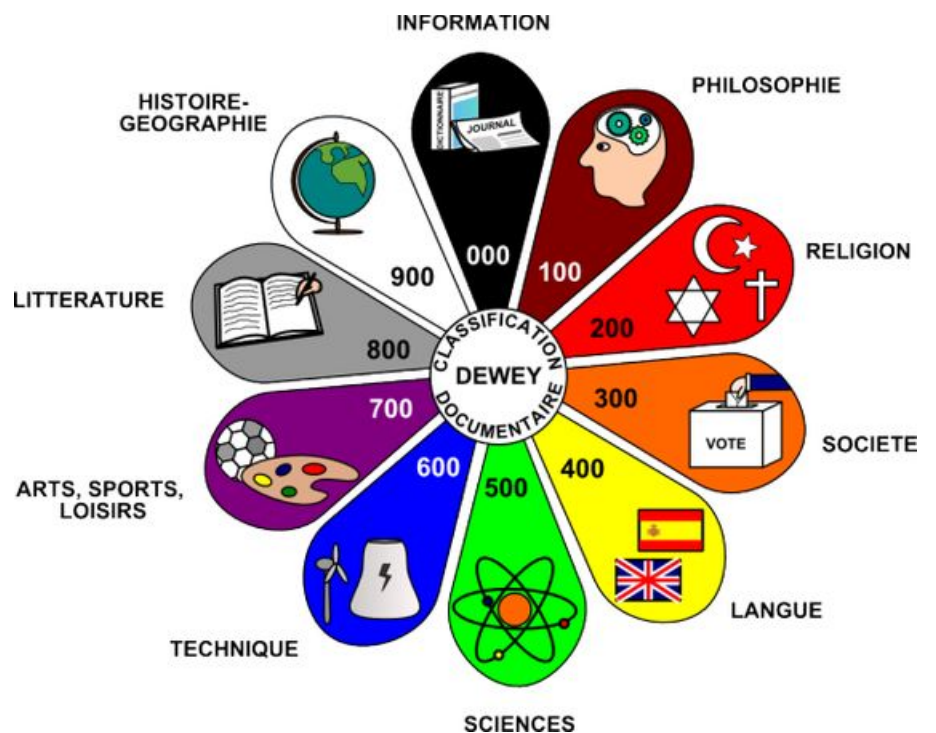 INFORMATION
PHILOSOPHIE
HISTOIRE-
GEOGRAPHIE
DICTIONNAIRE
JOURNAL
RELIGION
LITTERATURE
000
100
200
300
400
500
600
700
800
900
CLASSIFICATION
DEWEY
DOCUMENTAIRE
VOTE
SOCIETE
ARTS, SPORTS,
LOISIRS
LANGUE
TECHNIQUE
SCIENCES